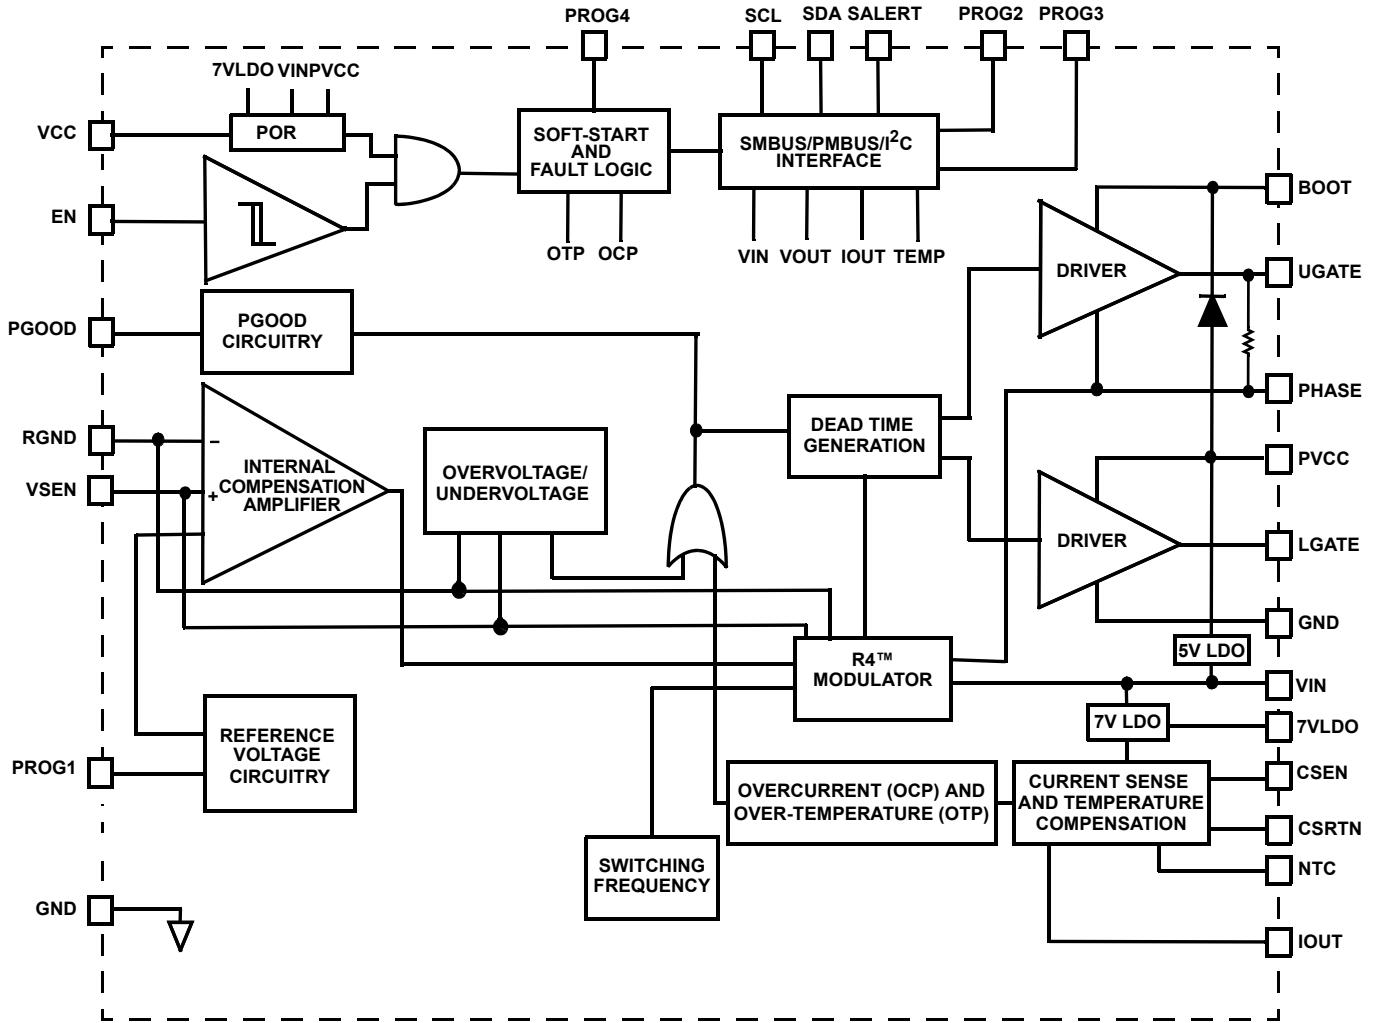 PROG4
SCL
SDA SALERT
PROG2
PROG3
7VLDO VINPVCC
VCC
POR
SOFT-START
AND
FAULT LOGIC
SMBUS/PMBUS/I²C
INTERFACE
EN
OTP OCP
VIN VOUT IOUT TEMP
BOOT
DRIVER
UGATE
PGOOD
PGOOD
CIRCUITRY
PHASE
RGND
–
INTERNAL
COMPENSATION
AMPLIFIER
+
VSEN
OVERVOLTAGE/
UNDERVOLTAGE
DEAD TIME
GENERATION
PVCC
DRIVER
LGATE
GND
5V LDO
R4™
MODULATOR
VIN
7V LDO
7VLDO
REFERENCE
VOLTAGE
CIRCUITRY
PROG1
OVERCURRENT (OCP) AND
OVER-TEMPERATURE (OTP)
CURRENT SENSE
AND TEMPERATURE
COMPENSATION
CSEN
CSRTN
SWITCHING
FREQUENCY
NTC
GND
IOUT